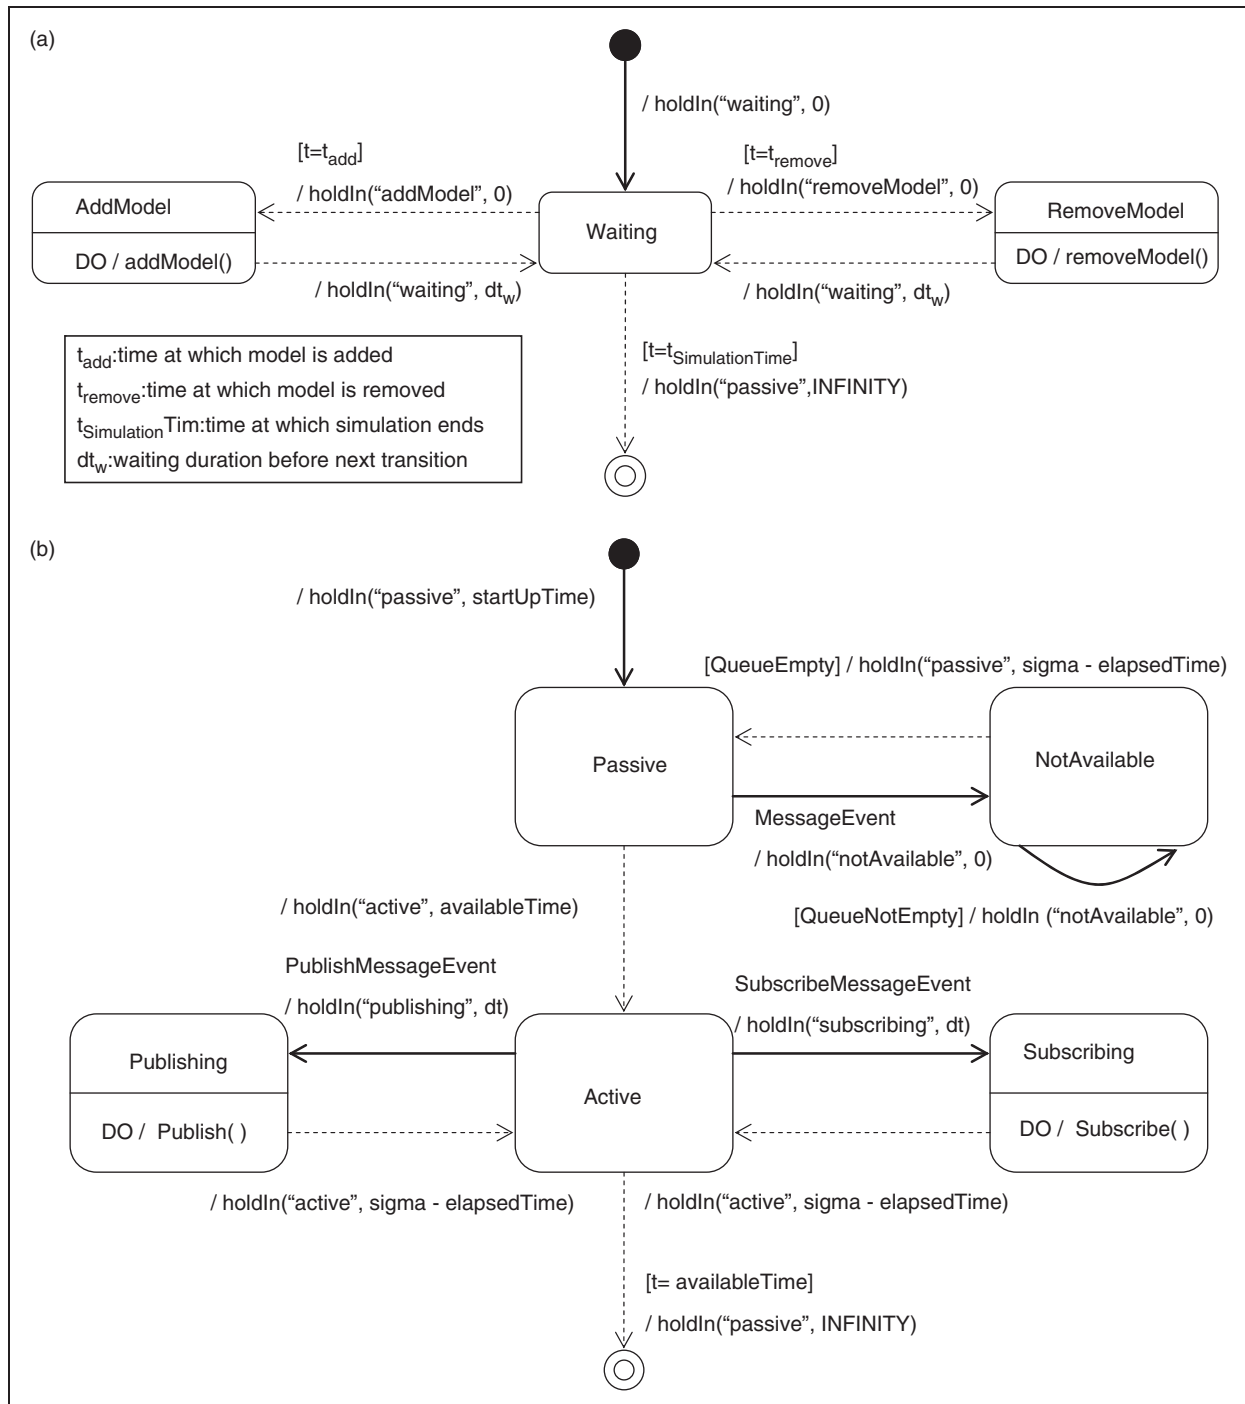 (a)
/ holdIn(“waiting”, 0)
[t=tadd]
/ holdIn(“addModel”, 0)
[t=tremove]
/ holdIn(“removeModel”, 0)
AddModel
DO / addModel()
Waiting
RemoveModel
DO / removeModel()
/ holdIn(“waiting”, dtw)
/ holdIn(“waiting”, dtw)
tadd:time at which model is added
tremove:time at which model is removed
tSimulationTim:time at which simulation ends
dtw:waiting duration before next transition
[t=tSimulationTime]
/ holdIn(“passive”,INFINITY)
(b)
/ holdIn(“passive”, startUpTime)
[QueueEmpty] / holdIn(“passive”, sigma - elapsedTime)
Passive
NotAvailable
MessageEvent
/ holdIn(“notAvailable”, 0)
[QueueNotEmpty] / holdIn (“notAvailable”, 0)
/ holdIn(“active”, availableTime)
PublishMessageEvent
/ holdIn(“publishing”, dt)
SubscribeMessageEvent
/ holdIn(“subscribing”, dt)
Publishing
DO / Publish( )
Active
Subscribing
DO / Subscribe( )
/ holdIn(“active”, sigma - elapsedTime)
/ holdIn(“active”, sigma - elapsedTime)
[t= availableTime]
/ holdIn(“passive”, INFINITY)